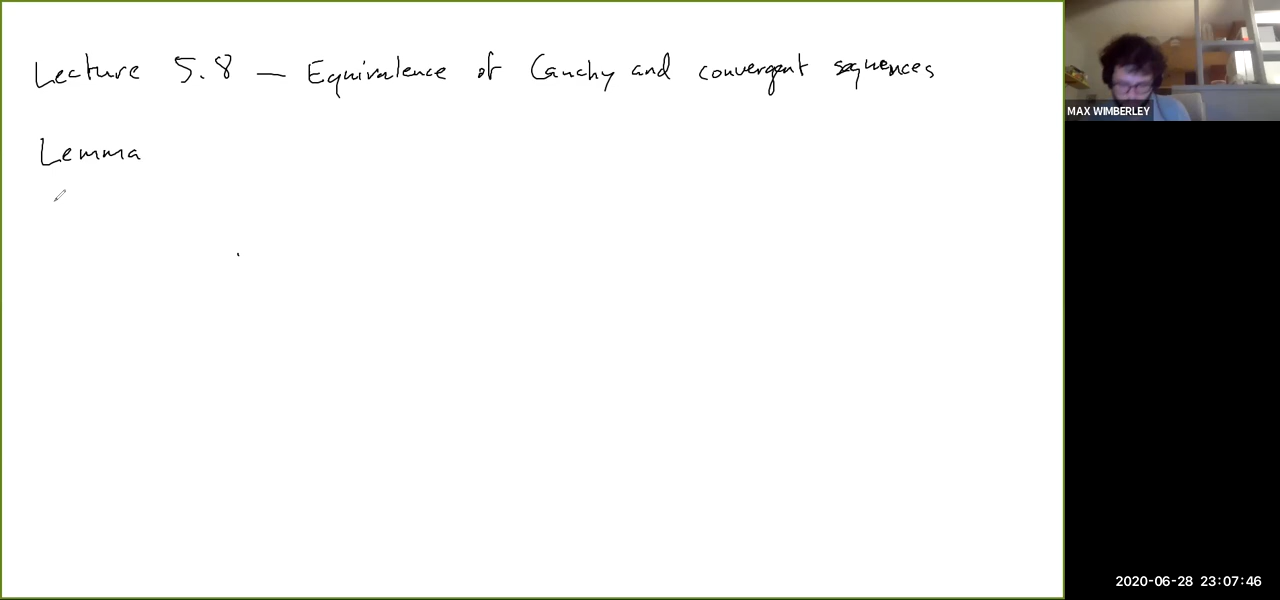 Lecture 5.8 — Equivalence of Cauchy and convergent sequences
MAX WIMBERLEY
Lemma
2020-06-28 23:07:46